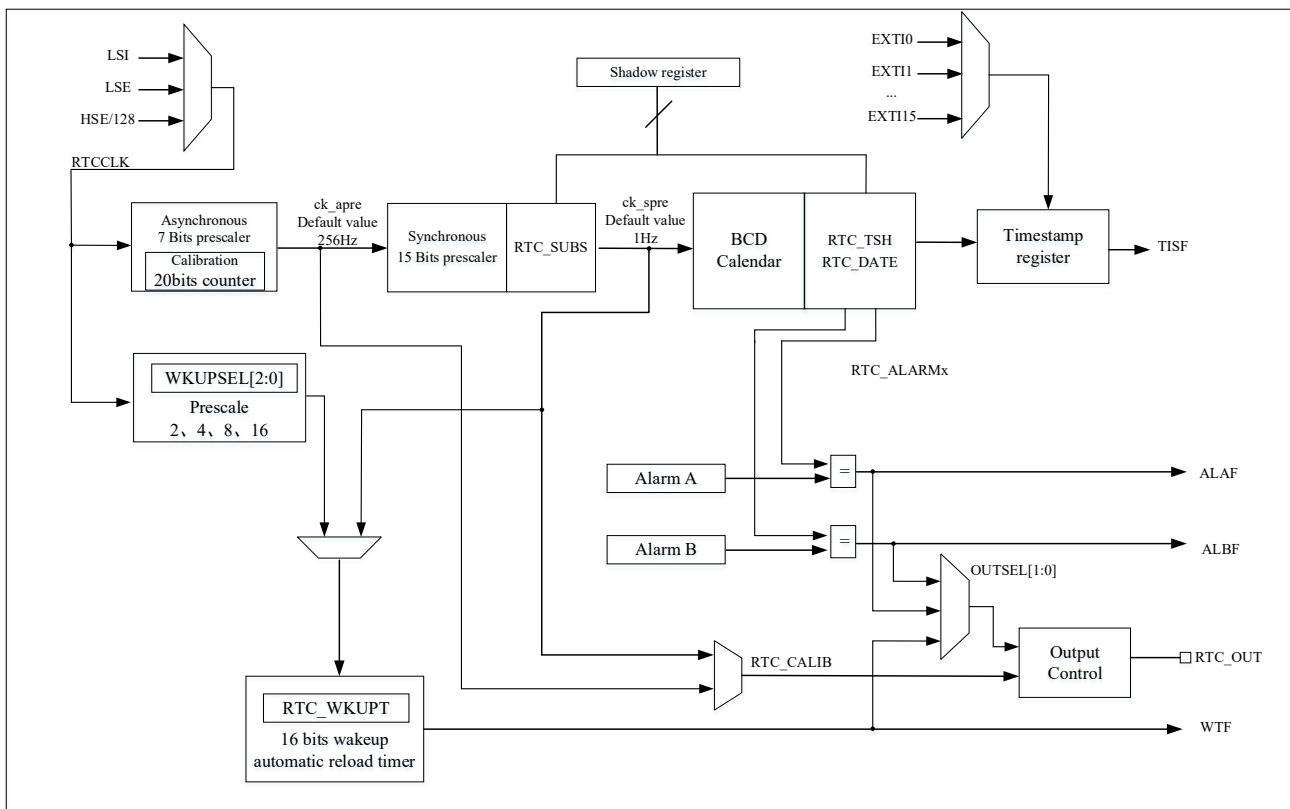 LSI
LSE
HSE/128
RTCCLK
Shadow register
EXTI0
EXTI1
...
EXTI15
Asynchronous
7 Bits prescaler
Calibration
20bits counter
ck_apre
Default value
256Hz
Synchronous
15 Bits prescaler
RTC_SUBS
ck_spre
Default value
1Hz
BCD
Calendar
RTC_TSH
RTC_DATE
Timestamp
register
TISF
WKUPSEL[2:0]
Prescale
2、4、8、16
RTC_ALARMx
Alarm A
=
ALAF
Alarm B
=
ALBF
OUTSEL[1:0]
RTC_CALIB
Output
Control
RTC_OUT
RTC_WKUPT
16 bits wakeup
automatic reload timer
WTF